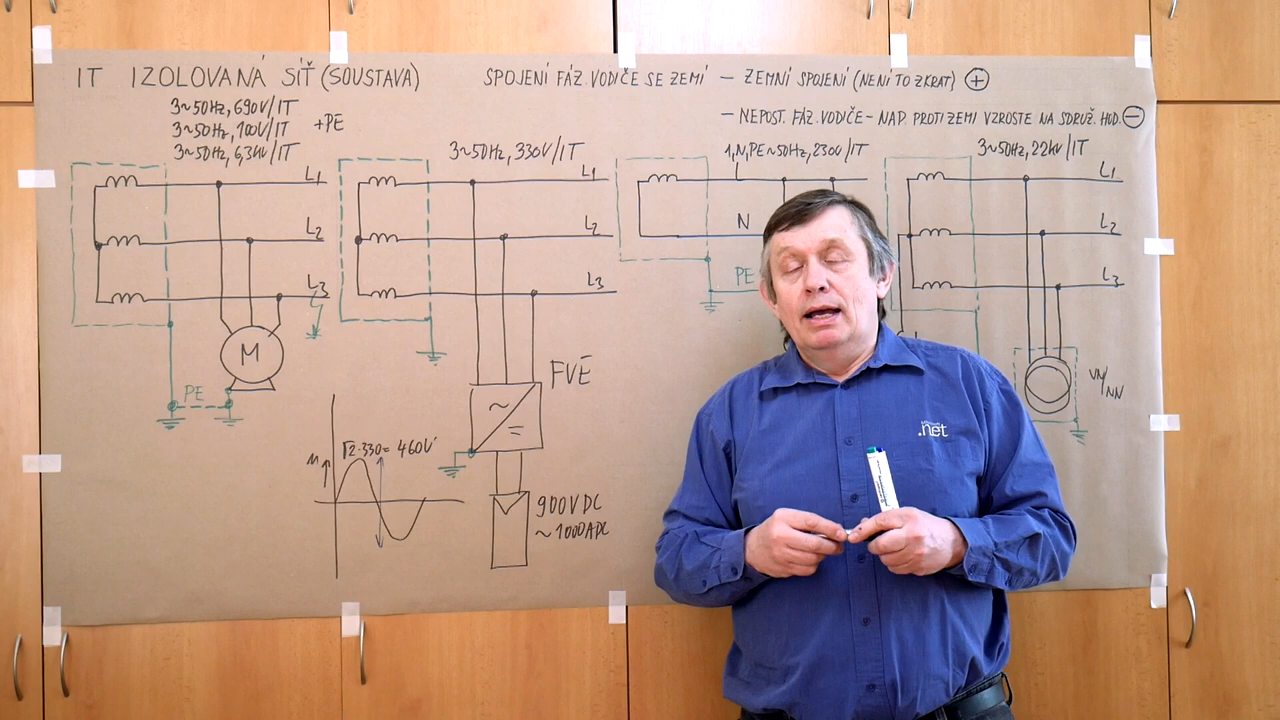 IT IZOLOVANÁ SÍŤ (SOUSTAVA)
SPOJENÍ FÁZ. VODIČE SE ZEMÍ – ZEMNÍ SPOJENÍ (NENÍ TO ZKRAT) +
– NEPOST. FÁZ. VODIČE – NAP. PROTI ZEMI VZROSTE NA SDRUŽ. HOD. –
3~50Hz, 690V/IT
3~50Hz, 700V/IT +PE
3~50Hz, 6,3kV/IT
3~50Hz, 330V/IT
1,N,PE~50Hz, 230V/IT
3~50Hz, 22kV/IT
L1
L2
L3
M
PE
L1
L2
L3
FVE
~
=
900VDC
~1000ADC
u
√2·330= 460V
L
N
PE
L1
L2
L3
VN/NN
Microsoft
.net